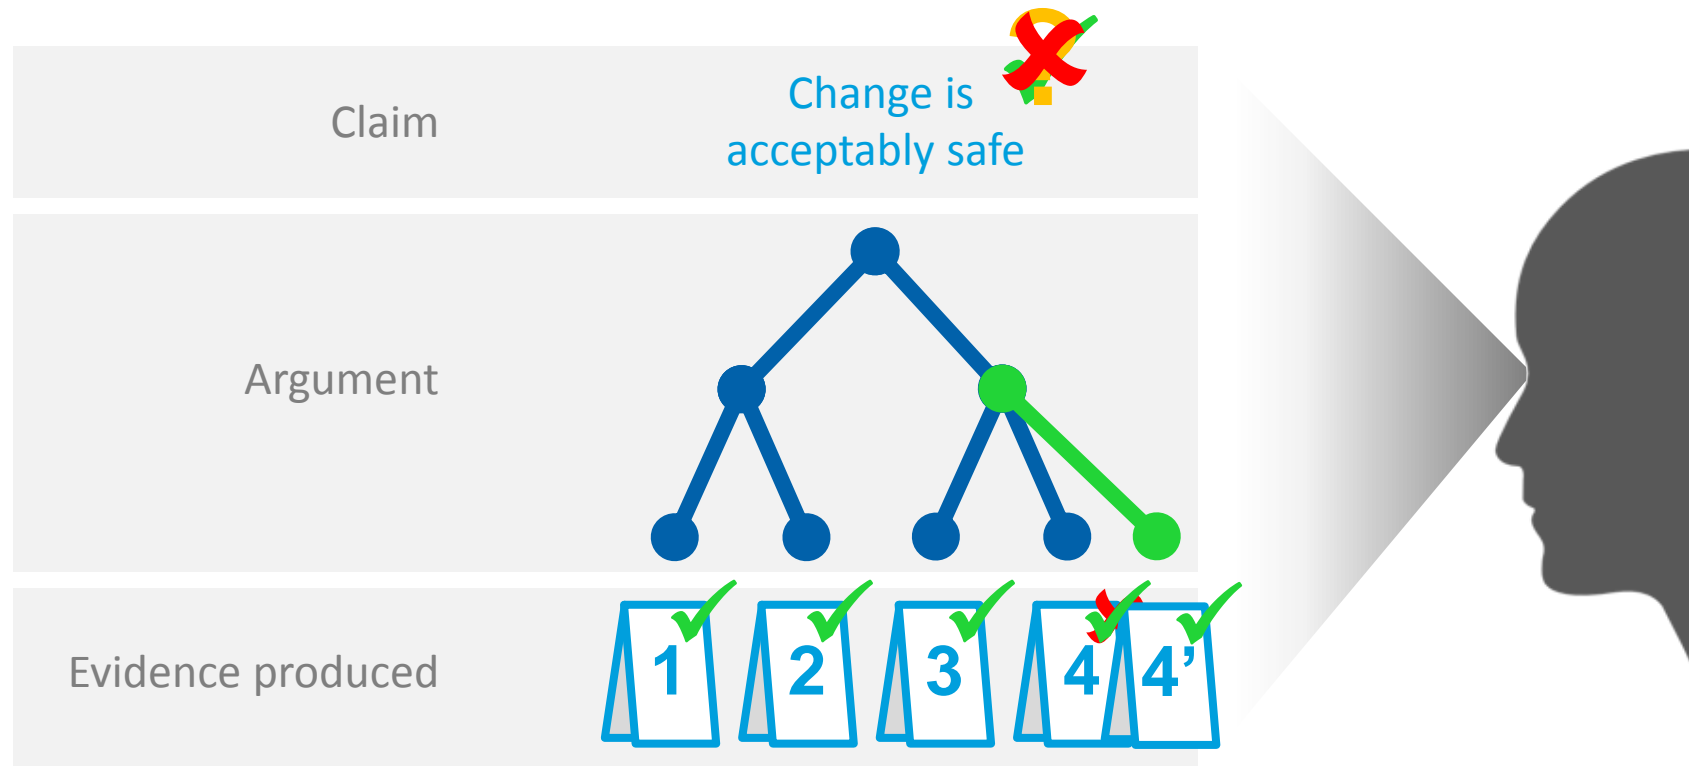 ?
Claim
Change is
acceptably safe
Argument
Evidence produced
1
2
3
4
4’